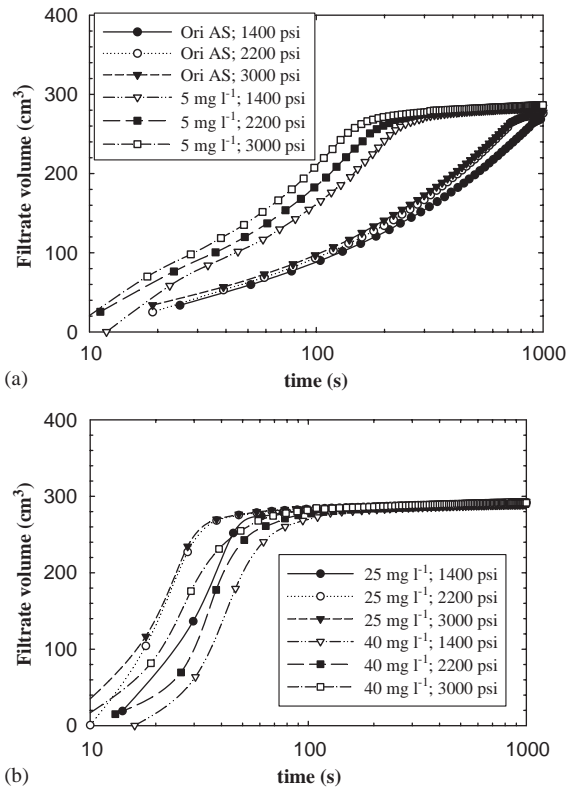 400
300
200
100
0
Filtrate volume (cm³)
Ori AS; 1400 psi
Ori AS; 2200 psi
Ori AS; 3000 psi
5 mg l⁻¹; 1400 psi
5 mg l⁻¹; 2200 psi
5 mg l⁻¹; 3000 psi
10 100 1000
(a) time (s)
400
300
200
100
0
Filtrate volume (cm³)
25 mg l⁻¹; 1400 psi
25 mg l⁻¹; 2200 psi
25 mg l⁻¹; 3000 psi
40 mg l⁻¹; 1400 psi
40 mg l⁻¹; 2200 psi
40 mg l⁻¹; 3000 psi
10 100 1000
(b) time (s)